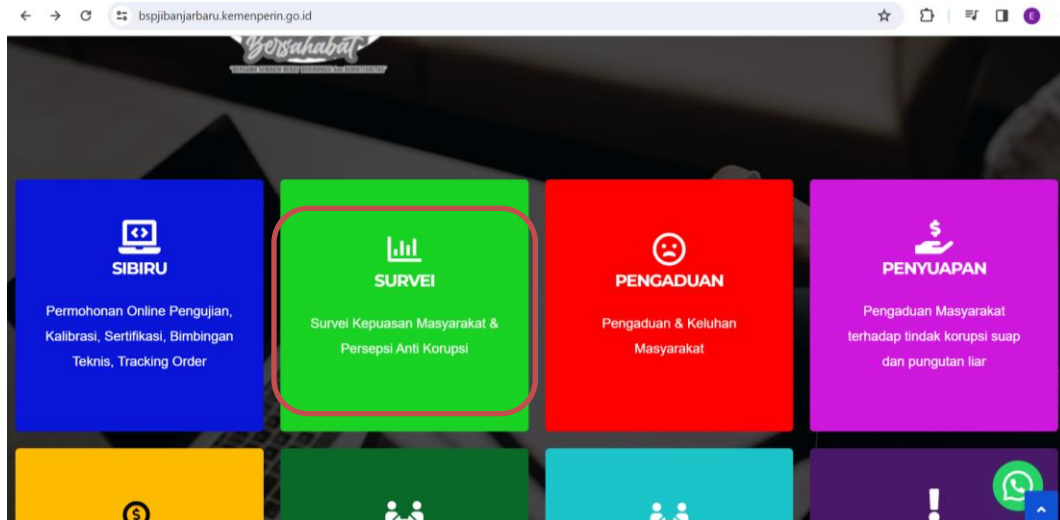 bspjibanjarbaru.kemenperin.go.id
E
Bersahabat
SIBIRU
Permohonan Online Pengujian,
Kalibrasi, Sertifikasi, Bimbingan
Teknis, Tracking Order
SURVEI
Survei Kepuasan Masyarakat &
Persepsi Anti Korupsi
PENGADUAN
Pengaduan & Keluhan
Masyarakat
$
PENYUAPAN
Pengaduan Masyarakat
terhadap tindak korupsi suap
dan pungutan liar
$
!